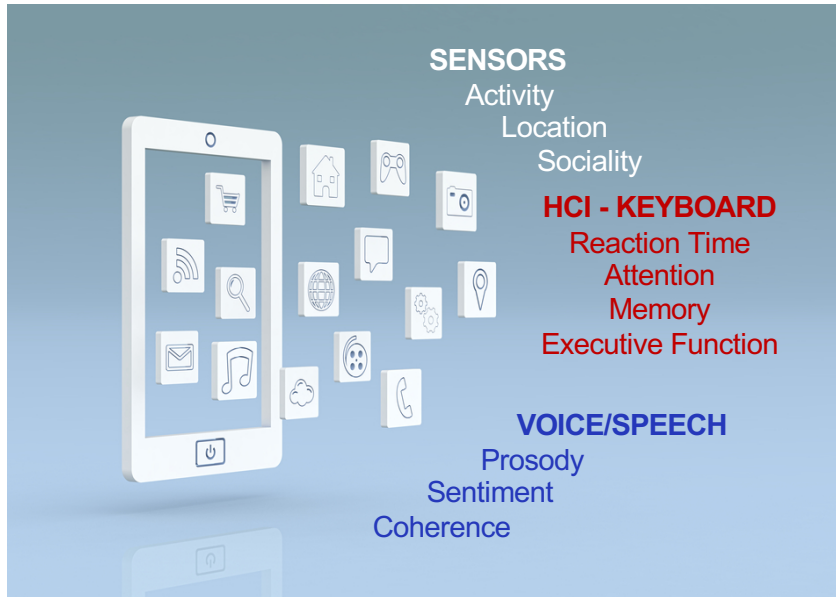 SENSORS
Activity
Location
Sociality
HCI - KEYBOARD
Reaction Time
Attention
Memory
Executive Function
VOICE/SPEECH
Prosody
Sentiment
Coherence